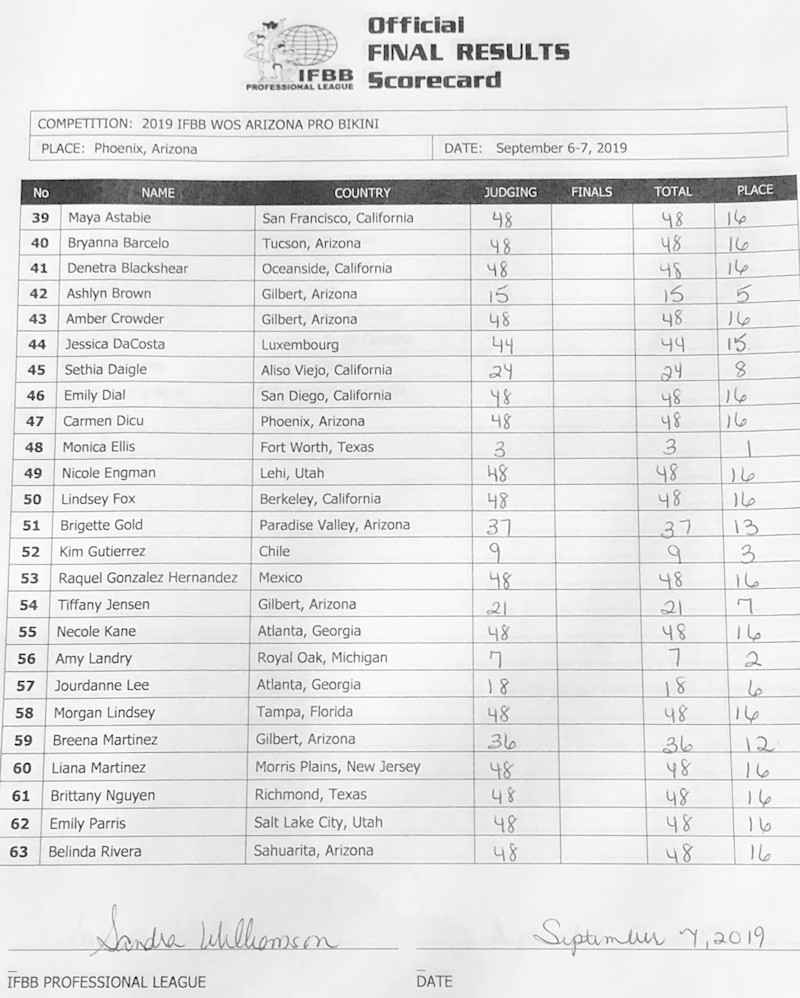 Official
FINAL RESULTS
IFBB Scorecard
PROFESSIONAL LEAGUE
COMPETITION: 2019 IFBB WOS ARIZONA PRO BIKINI
PLACE: Phoenix, Arizona DATE: September 6-7, 2019
No NAME COUNTRY JUDGING FINALS TOTAL PLACE
39 Maya Astabie San Francisco, California 48 48 16
40 Bryanna Barcelo Tucson, Arizona 48 48 16
41 Denetra Blackshear Oceanside, California 48 48 16
42 Ashlyn Brown Gilbert, Arizona 15 15 5
43 Amber Crowder Gilbert, Arizona 48 48 16
44 Jessica DaCosta Luxembourg 44 44 15
45 Sethia Daigle Aliso Viejo, California 24 24 8
46 Emily Dial San Diego, California 48 48 16
47 Carmen Dicu Phoenix, Arizona 48 48 16
48 Monica Ellis Fort Worth, Texas 3 3 1
49 Nicole Engman Lehi, Utah 48 48 16
50 Lindsey Fox Berkeley, California 48 48 16
51 Brigette Gold Paradise Valley, Arizona 37 37 13
52 Kim Gutierrez Chile 9 9 3
53 Raquel Gonzalez Hernandez Mexico 48 48 16
54 Tiffany Jensen Gilbert, Arizona 21 21 7
55 Necole Kane Atlanta, Georgia 48 48 16
56 Amy Landry Royal Oak, Michigan 7 7 2
57 Jourdanne Lee Atlanta, Georgia 18 18 6
58 Morgan Lindsey Tampa, Florida 48 48 16
59 Breena Martinez Gilbert, Arizona 36 36 12
60 Liana Martinez Morris Plains, New Jersey 48 48 16
61 Brittany Nguyen Richmond, Texas 48 48 16
62 Emily Parris Salt Lake City, Utah 48 48 16
63 Belinda Rivera Sahuarita, Arizona 48 48 16
Sandra Williamson September 7, 2019
IFBB PROFESSIONAL LEAGUE DATE